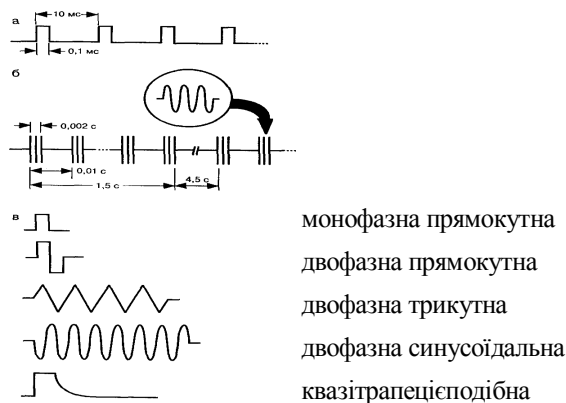 а
10 мс
0,1 мс
б
0,002 с
0,01 с
1,5 с
4,5 с
в
монофазна прямокутна
двофазна прямокутна
двофазна трикутна
двофазна синусоїдальна
квазітрапецієподібна